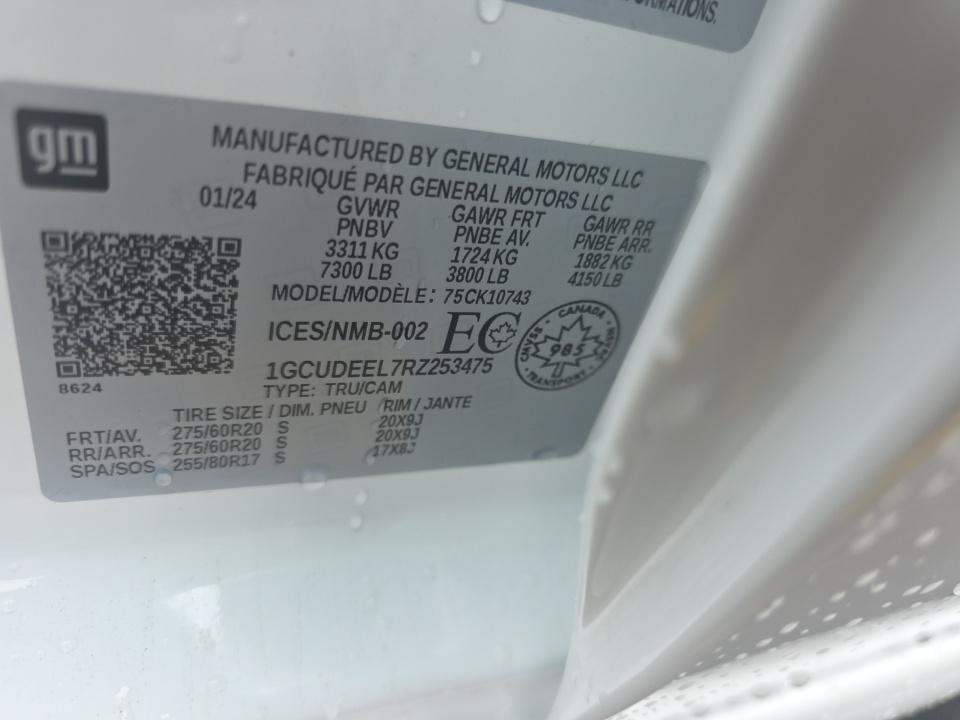 FORMATIONS.
gm
MANUFACTURED BY GENERAL MOTORS LLC
FABRIQUÉ PAR GENERAL MOTORS LLC
01/24 GVWR GAWR FRT GAWR RR
PNBV PNBE AV. PNBE ARR.
3311 KG 1724 KG 1882 KG
7300 LB 3800 LB 4150 LB
MODEL/MODÈLE: 75CK10743
ICES/NMB-002 EC
CANADA
985
TRANSPORT
1GCUDEEL7RZ253475
8624
TYPE: TRU/CAM
TIRE SIZE / DIM. PNEU /RIM / JANTE
FRT/AV. 275/60R20 S 20X9J
RR/ARR. 275/60R20 S 20X9J
SPA/SOS 255/80R17 S 17X8J